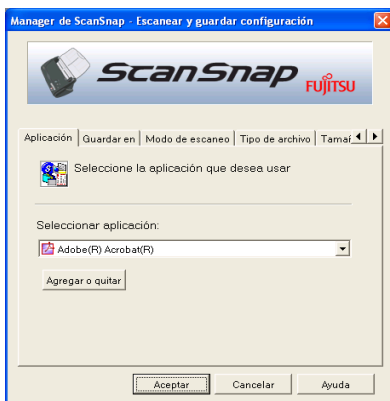 Manager de ScanSnap - Escanear y guardar configuración
ScanSnap
FUJITSU
Aplicación Guardar en Modo de escaneo Tipo de archivo Tamaí
Seleccione la aplicación que desea usar
Seleccionar aplicación:
Adobe(R) Acrobat(R)
Agregar o quitar
Aceptar Cancelar Ayuda